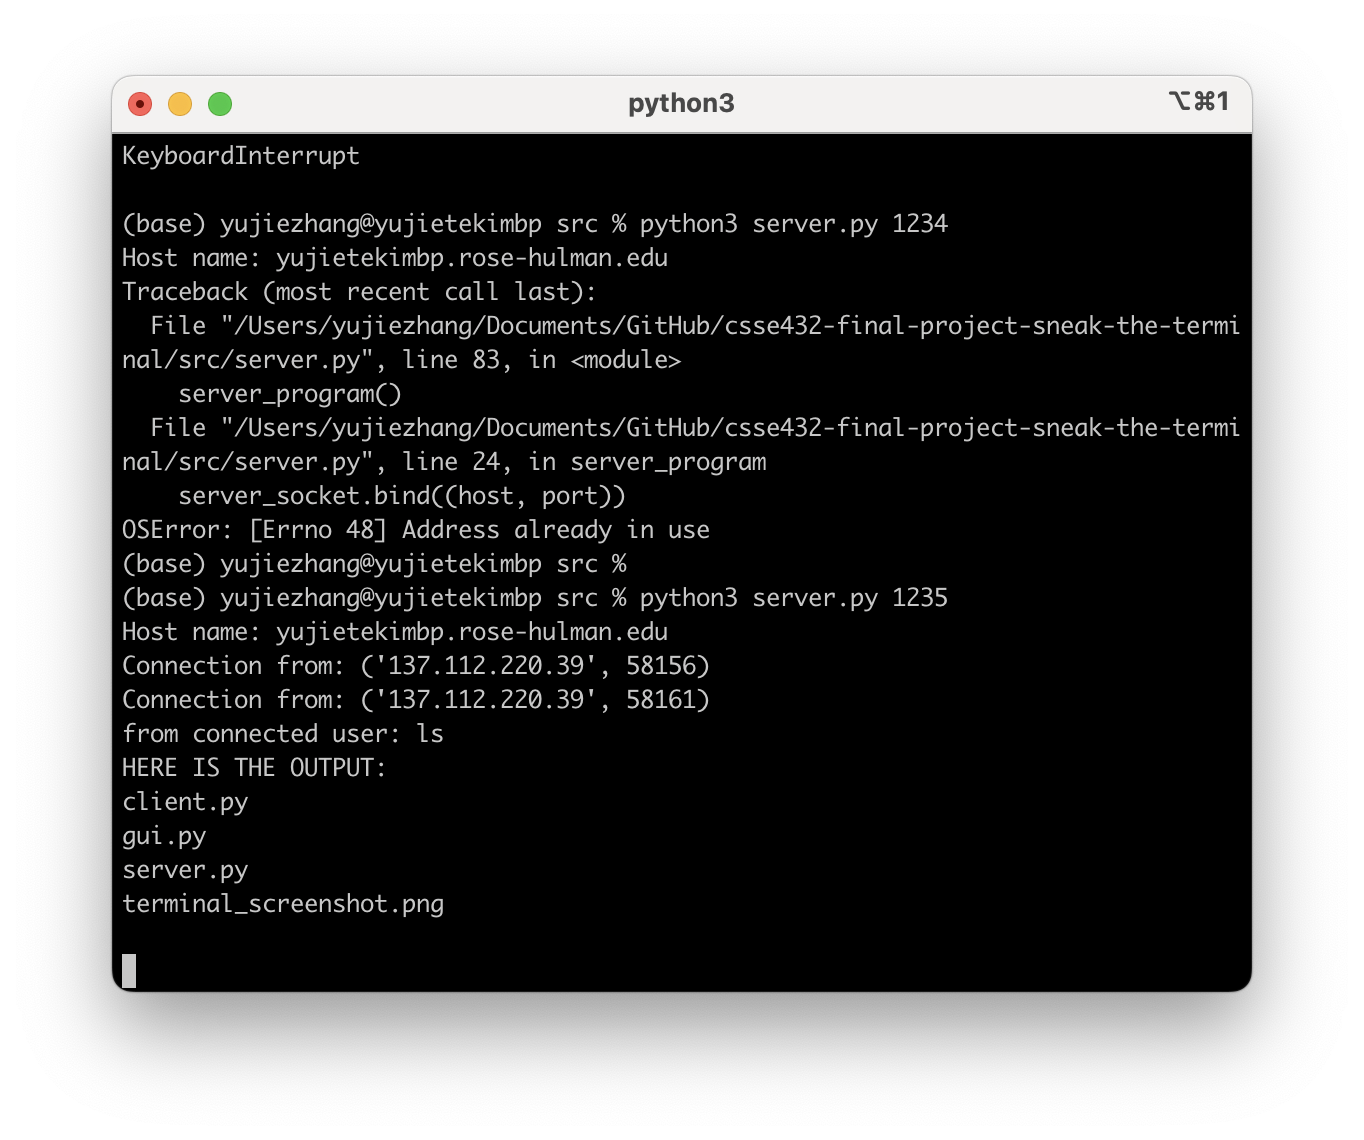 python3
⌥⌘1
KeyboardInterrupt
(base) yujiezhang@yujietekimbp src % python3 server.py 1234
Host name: yujietekimbp.rose-hulman.edu
Traceback (most recent call last):
  File "/Users/yujiezhang/Documents/GitHub/csse432-final-project-sneak-the-termi
nal/src/server.py", line 83, in <module>
    server_program()
  File "/Users/yujiezhang/Documents/GitHub/csse432-final-project-sneak-the-termi
nal/src/server.py", line 24, in server_program
    server_socket.bind((host, port))
OSError: [Errno 48] Address already in use
(base) yujiezhang@yujietekimbp src %
(base) yujiezhang@yujietekimbp src % python3 server.py 1235
Host name: yujietekimbp.rose-hulman.edu
Connection from: ('137.112.220.39', 58156)
Connection from: ('137.112.220.39', 58161)
from connected user: ls
HERE IS THE OUTPUT:
client.py
gui.py
server.py
terminal_screenshot.png